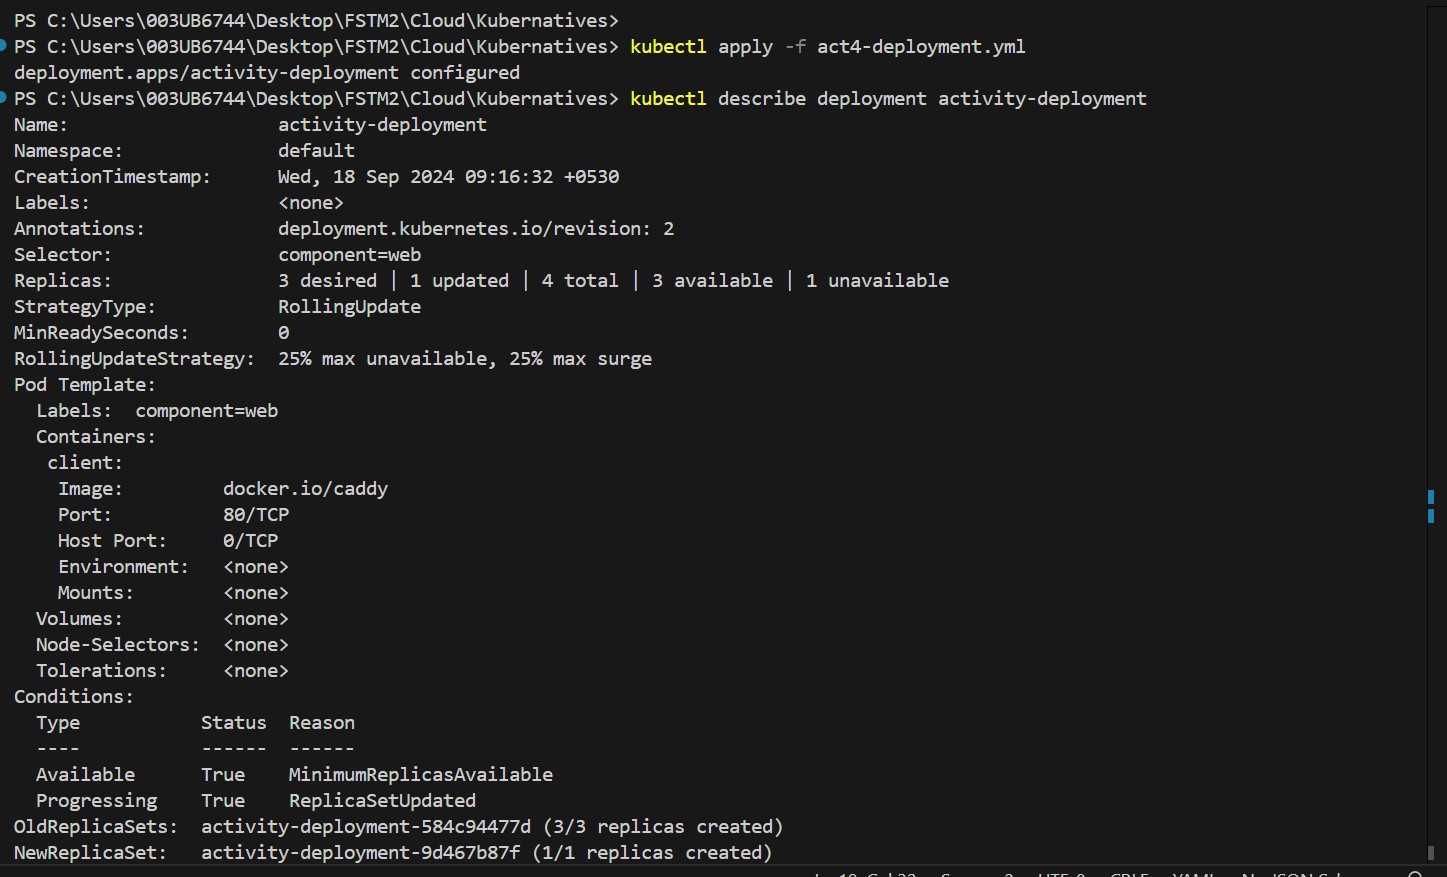 PS C:\Users\003UB6744\Desktop\FSTM2\Cloud\Kubernatives>
PS C:\Users\003UB6744\Desktop\FSTM2\Cloud\Kubernatives> kubectl apply -f act4-deployment.yml
deployment.apps/activity-deployment configured
PS C:\Users\003UB6744\Desktop\FSTM2\Cloud\Kubernatives> kubectl describe deployment activity-deployment
Name:                   activity-deployment
Namespace:              default
CreationTimestamp:      Wed, 18 Sep 2024 09:16:32 +0530
Labels:                 <none>
Annotations:            deployment.kubernetes.io/revision: 2
Selector:               component=web
Replicas:               3 desired | 1 updated | 4 total | 3 available | 1 unavailable
StrategyType:           RollingUpdate
MinReadySeconds:        0
RollingUpdateStrategy:  25% max unavailable, 25% max surge
Pod Template:
  Labels:  component=web
  Containers:
   client:
    Image:         docker.io/caddy
    Port:          80/TCP
    Host Port:     0/TCP
    Environment:   <none>
    Mounts:        <none>
  Volumes:         <none>
  Node-Selectors:  <none>
  Tolerations:     <none>
Conditions:
  Type           Status  Reason
  ----           ------  ------
  Available      True    MinimumReplicasAvailable
  Progressing    True    ReplicaSetUpdated
OldReplicaSets:  activity-deployment-584c94477d (3/3 replicas created)
NewReplicaSet:   activity-deployment-9d467b87f (1/1 replicas created)